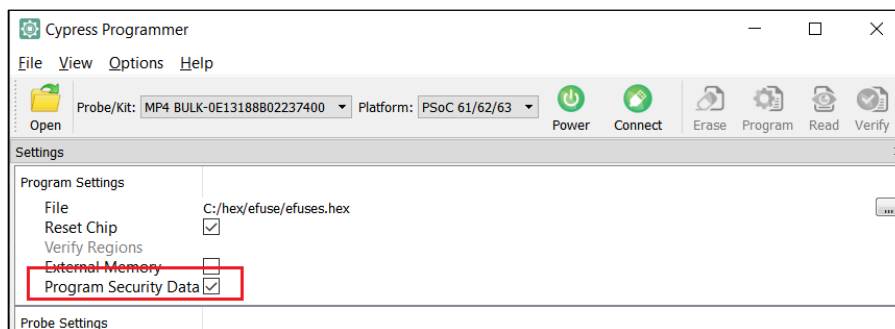 Cypress Programmer
File View Options Help
Open Probe/Kit: MP4 BULK-0E13188B02237400 Platform: PSoC 61/62/63 Power Connect Erase Program Read Verify
Settings
Program Settings
File C:/hex/efuse/efuses.hex ...
Reset Chip
Verify Regions
External Memory
Program Security Data
Probe Settings